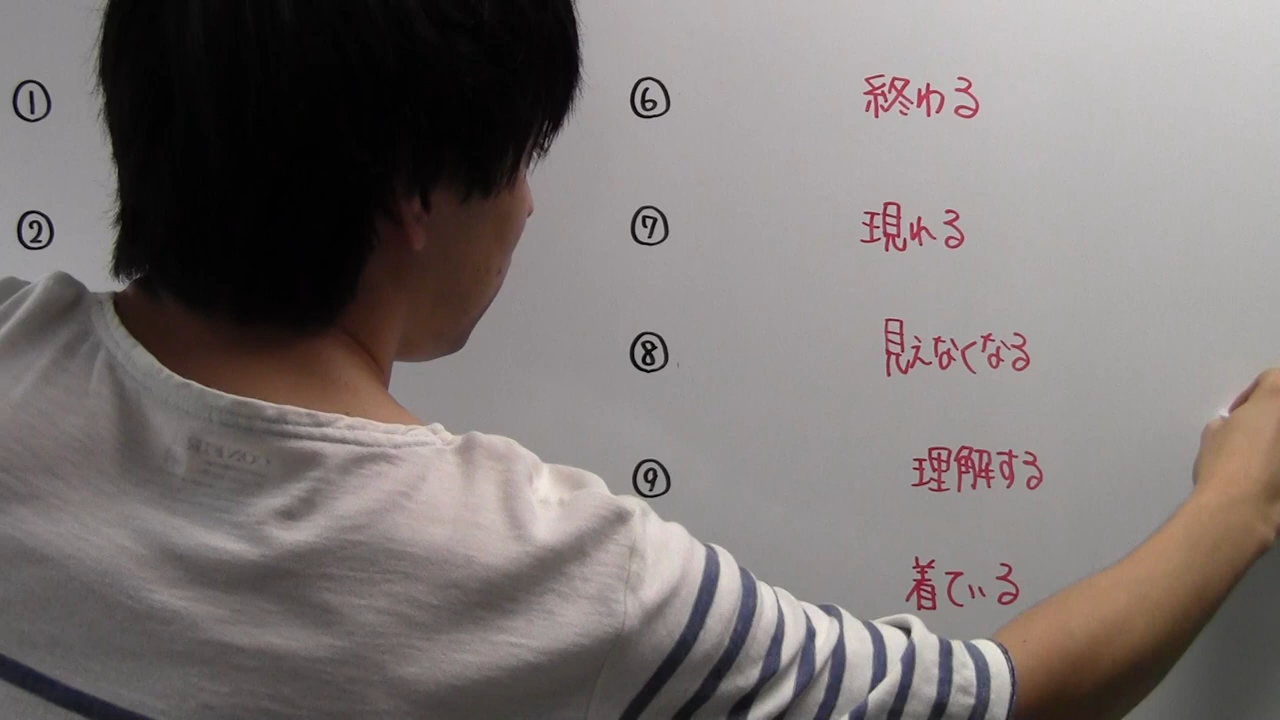 ①
②
⑥ 終わる
⑦ 現れる
⑧ 見えなくなる
⑨ 理解する
着ている